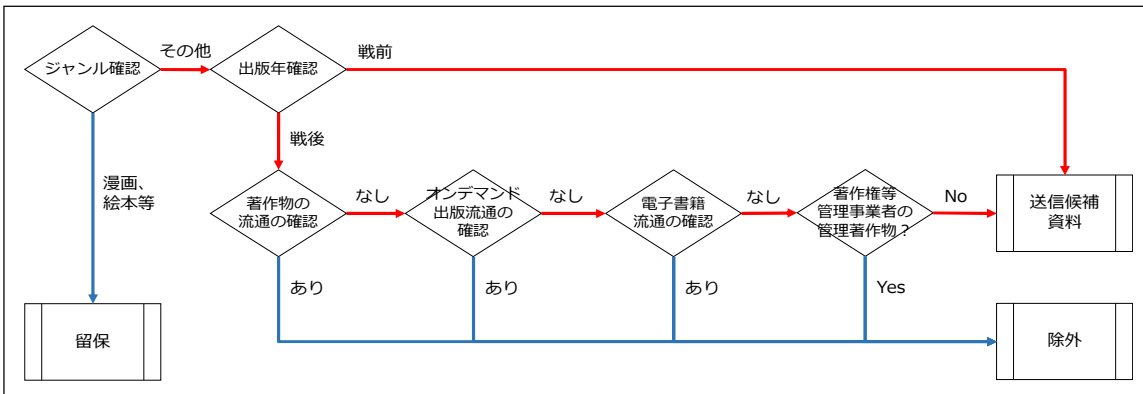 ジャンル確認
その他
出版年確認
戦前
戦後
漫画、
絵本等
著作物の
流通の確認
なし
オンデマンド
出版流通の
確認
なし
電子書籍
流通の確認
なし
著作権等
管理事業者の
管理著作物？
No
送信候補
資料
あり
あり
あり
Yes
留保
除外